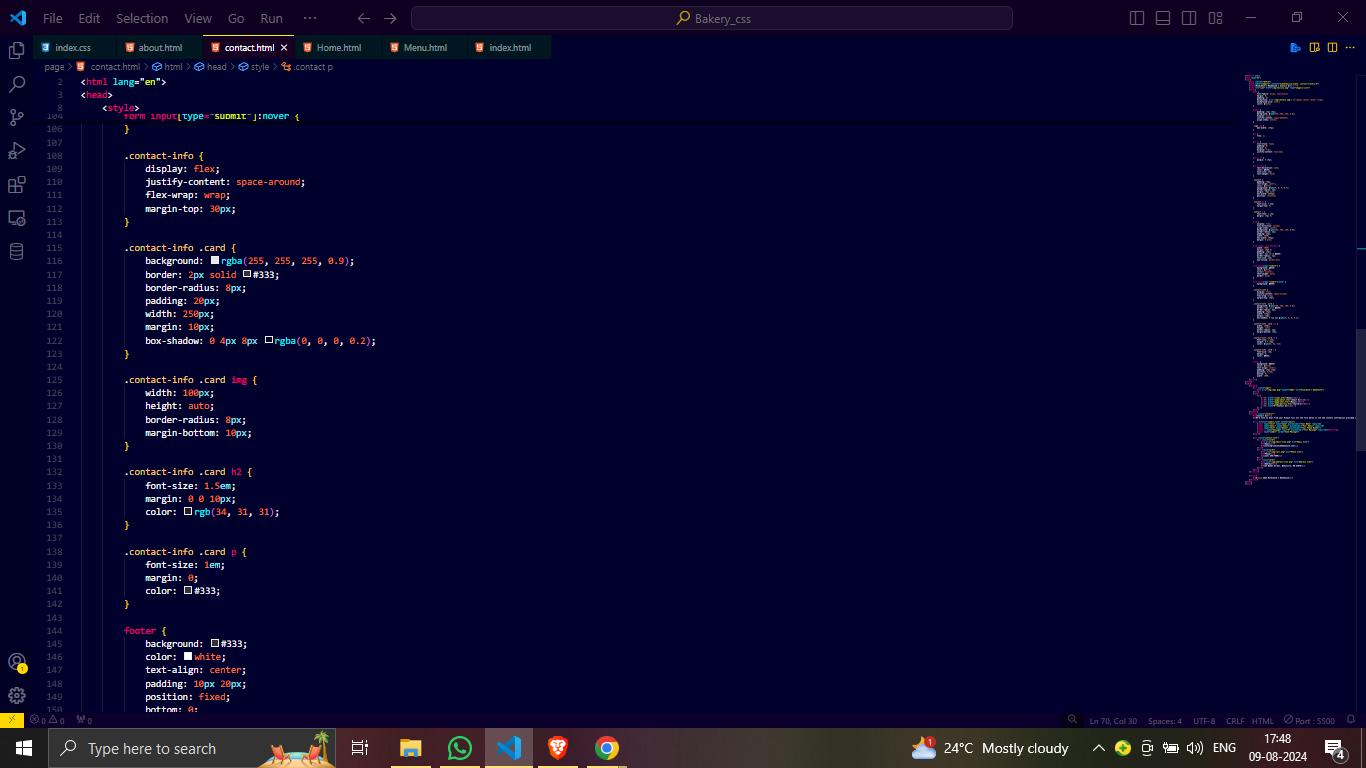 File Edit Selection View Go Run ··· Bakery_css
index.css about.html contact.html Home.html Menu.html index.html
page > contact.html > html > head > style > .contact p
2 <html lang="en">
3 <head>
8 <style>
104 form input[type="submit"]:hover {
106 }
107
108 .contact-info {
109 display: flex;
110 justify-content: space-around;
111 flex-wrap: wrap;
112 margin-top: 30px;
113 }
114
115 .contact-info .card {
116 background: rgba(255, 255, 255, 0.9);
117 border: 2px solid #333;
118 border-radius: 8px;
119 padding: 20px;
120 width: 250px;
121 margin: 10px;
122 box-shadow: 0 4px 8px rgba(0, 0, 0, 0.2);
123 }
124
125 .contact-info .card img {
126 width: 100px;
127 height: auto;
128 border-radius: 8px;
129 margin-bottom: 10px;
130 }
131
132 .contact-info .card h2 {
133 font-size: 1.5em;
134 margin: 0 0 10px;
135 color: rgb(34, 31, 31);
136 }
137
138 .contact-info .card p {
139 font-size: 1em;
140 margin: 0;
141 color: #333;
142 }
143
144 footer {
145 background: #333;
146 color: white;
147 text-align: center;
148 padding: 10px 20px;
149 position: fixed;
150 bottom: 0;
1
0 0 0 Ln 70, Col 30 Spaces: 4 UTF-8 CRLF HTML Port : 5500
Type here to search 1 24°C Mostly cloudy ENG 17:48
09-08-2024 4